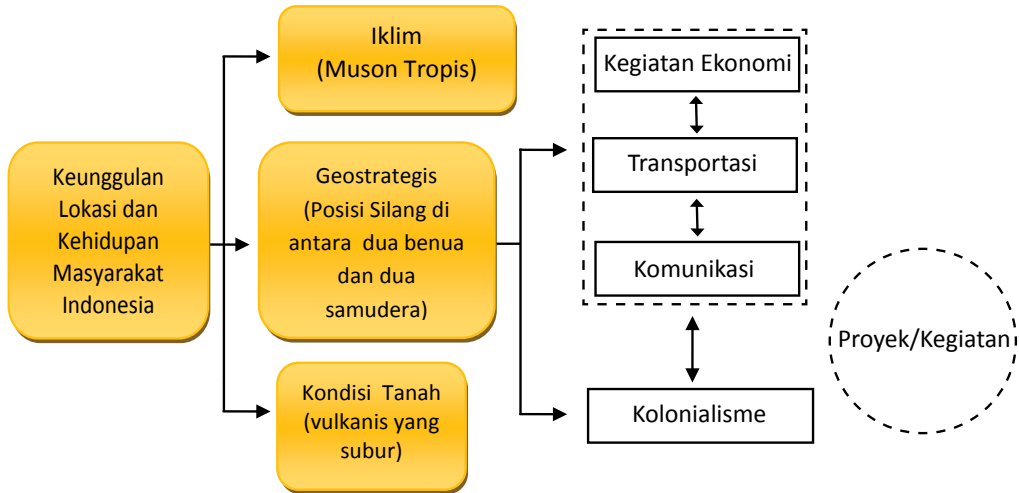 Keunggulan
Lokasi dan
Kehidupan
Masyarakat
Indonesia
Iklim
(Muson Tropis)
Geostrategis
(Posisi Silang di
antara dua benua
dan dua
samudera)
Kondisi Tanah
(vulkanis yang
subur)
Kegiatan Ekonomi
Transportasi
Komunikasi
Kolonialisme
Proyek/Kegiatan